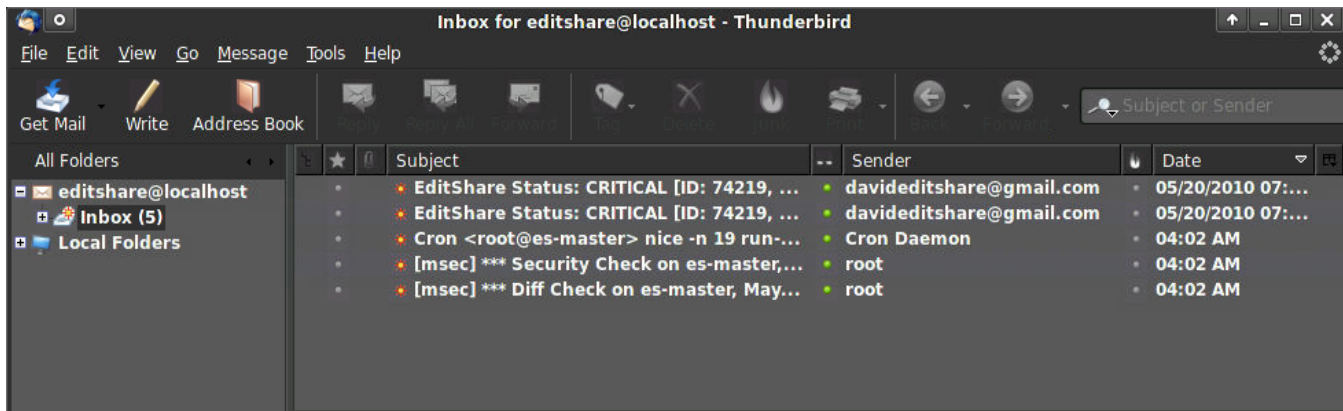 Inbox for editshare@localhost - Thunderbird
File Edit View Go Message Tools Help
Get Mail Write Address Book Reply Reply All Forward Tag Delete Junk Print Back Forward Subject or Sender
All Folders Subject Sender Date
editshare@localhost EditShare Status: CRITICAL [ID: 74219, ... davideditshare@gmail.com 05/20/2010 07:...
Inbox (5) EditShare Status: CRITICAL [ID: 74219, ... davideditshare@gmail.com 05/20/2010 07:...
Local Folders Cron <root@es-master> nice -n 19 run-... Cron Daemon 04:02 AM
[msec] *** Security Check on es-master,... root 04:02 AM
[msec] *** Diff Check on es-master, May... root 04:02 AM